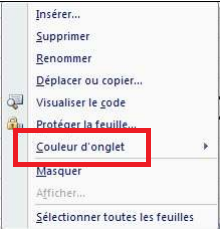 Insérer...
Supprimer
Renommer
Déplacer ou copier...
Visualiser le code
Protéger la feuille...
Couleur d'onglet
Masquer
Afficher...
Sélectionner toutes les feuilles